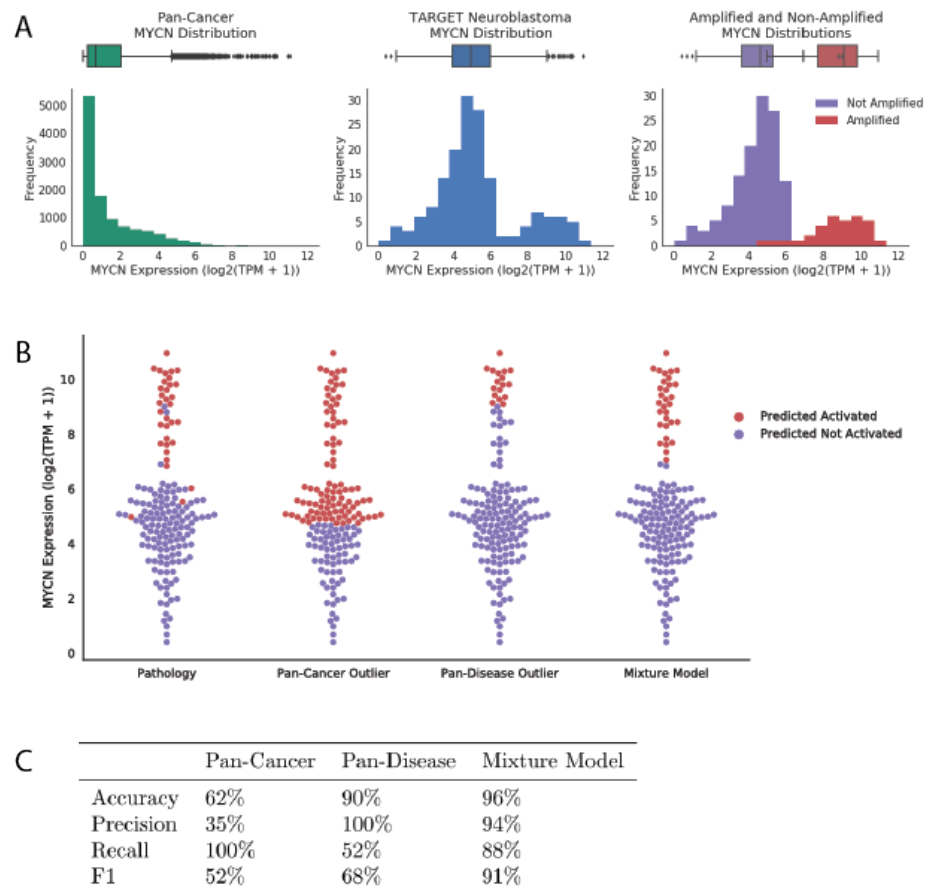 A
Pan-Cancer
MYCN Distribution
Frequency
5000
4000
3000
2000
1000
0
0 2 4 6 8 10 12
MYCN Expression (log2(TPM + 1))
TARGET Neuroblastoma
MYCN Distribution
Frequency
30
25
20
15
10
5
0
0 2 4 6 8 10 12
MYCN Expression (log2(TPM + 1))
Amplified and Non-Amplified
MYCN Distributions
Not Amplified
Amplified
Frequency
30
25
20
15
10
5
0
0 2 4 6 8 10 12
MYCN Expression (log2(TPM + 1))
B
MYCN Expression (log2(TPM + 1))
10
8
6
4
2
0
Predicted Activated
Predicted Not Activated
Pathology Pan-Cancer Outlier Pan-Disease Outlier Mixture Model
C
Pan-Cancer Pan-Disease Mixture Model
Accuracy 62% 90% 96%
Precision 35% 100% 94%
Recall 100% 52% 88%
F1 52% 68% 91%